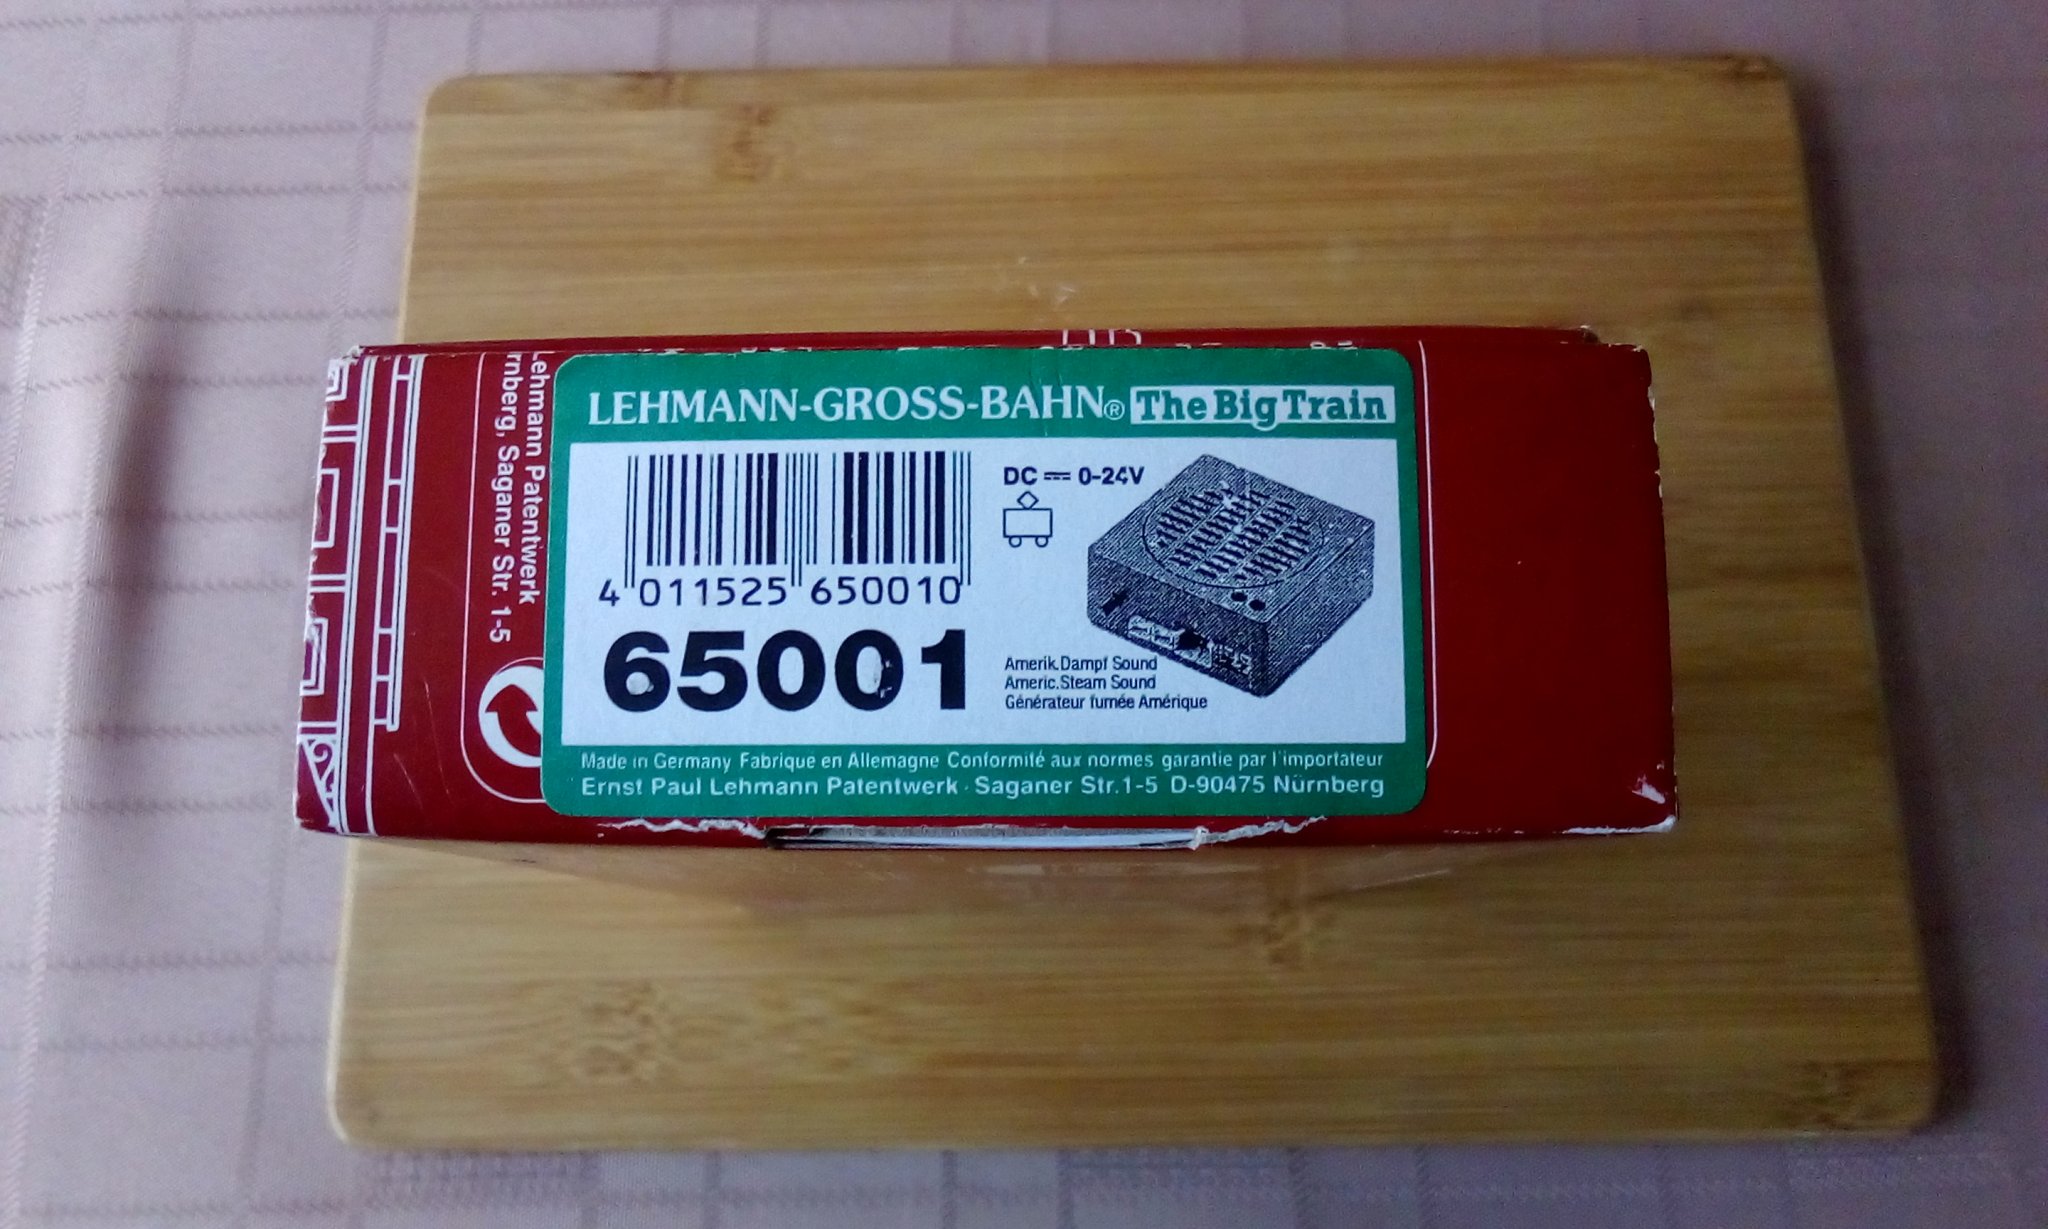 Lehmann Patentwerk
rnberg, Saganer Str. 1-5
LEHMANN-GROSS-BAHN® The Big Train
DC 0-24V
4 011525 650010
65001
Amerik.Dampf Sound
Americ.Steam Sound
Générateur fumée Amérique
Made in Germany Fabrique en Allemagne Conformité aux normes garantie par l'importateur
Ernst Paul Lehmann Patentwerk · Saganer Str.1-5 D-90475 Nürnberg